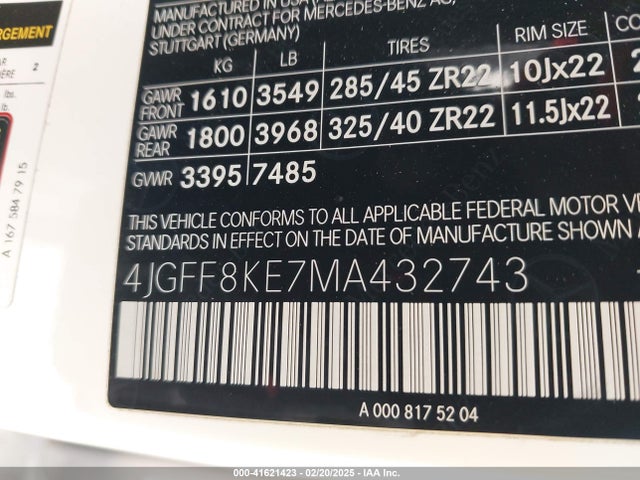 MANUFACTURED IN USA
UNDER CONTRACT FOR MERCEDES-BENZ AG,
STUTTGART (GERMANY)
KG LB TIRES RIM SIZE
GAWR FRONT 1610 3549 285/45 ZR22 10Jx22
GAWR REAR 1800 3968 325/40 ZR22 11.5Jx22
GVWR 3395 7485
THIS VEHICLE CONFORMS TO ALL APPLICABLE FEDERAL MOTOR
STANDARDS IN EFFECT ON THE DATE OF MANUFACTURE SHOWN
4JGFF8KE7MA432743
A 000 817 52 04
2
lbs.
lb.
A 167 584 79 15
000-41621423 - 02/20/2025 - IAA Inc.